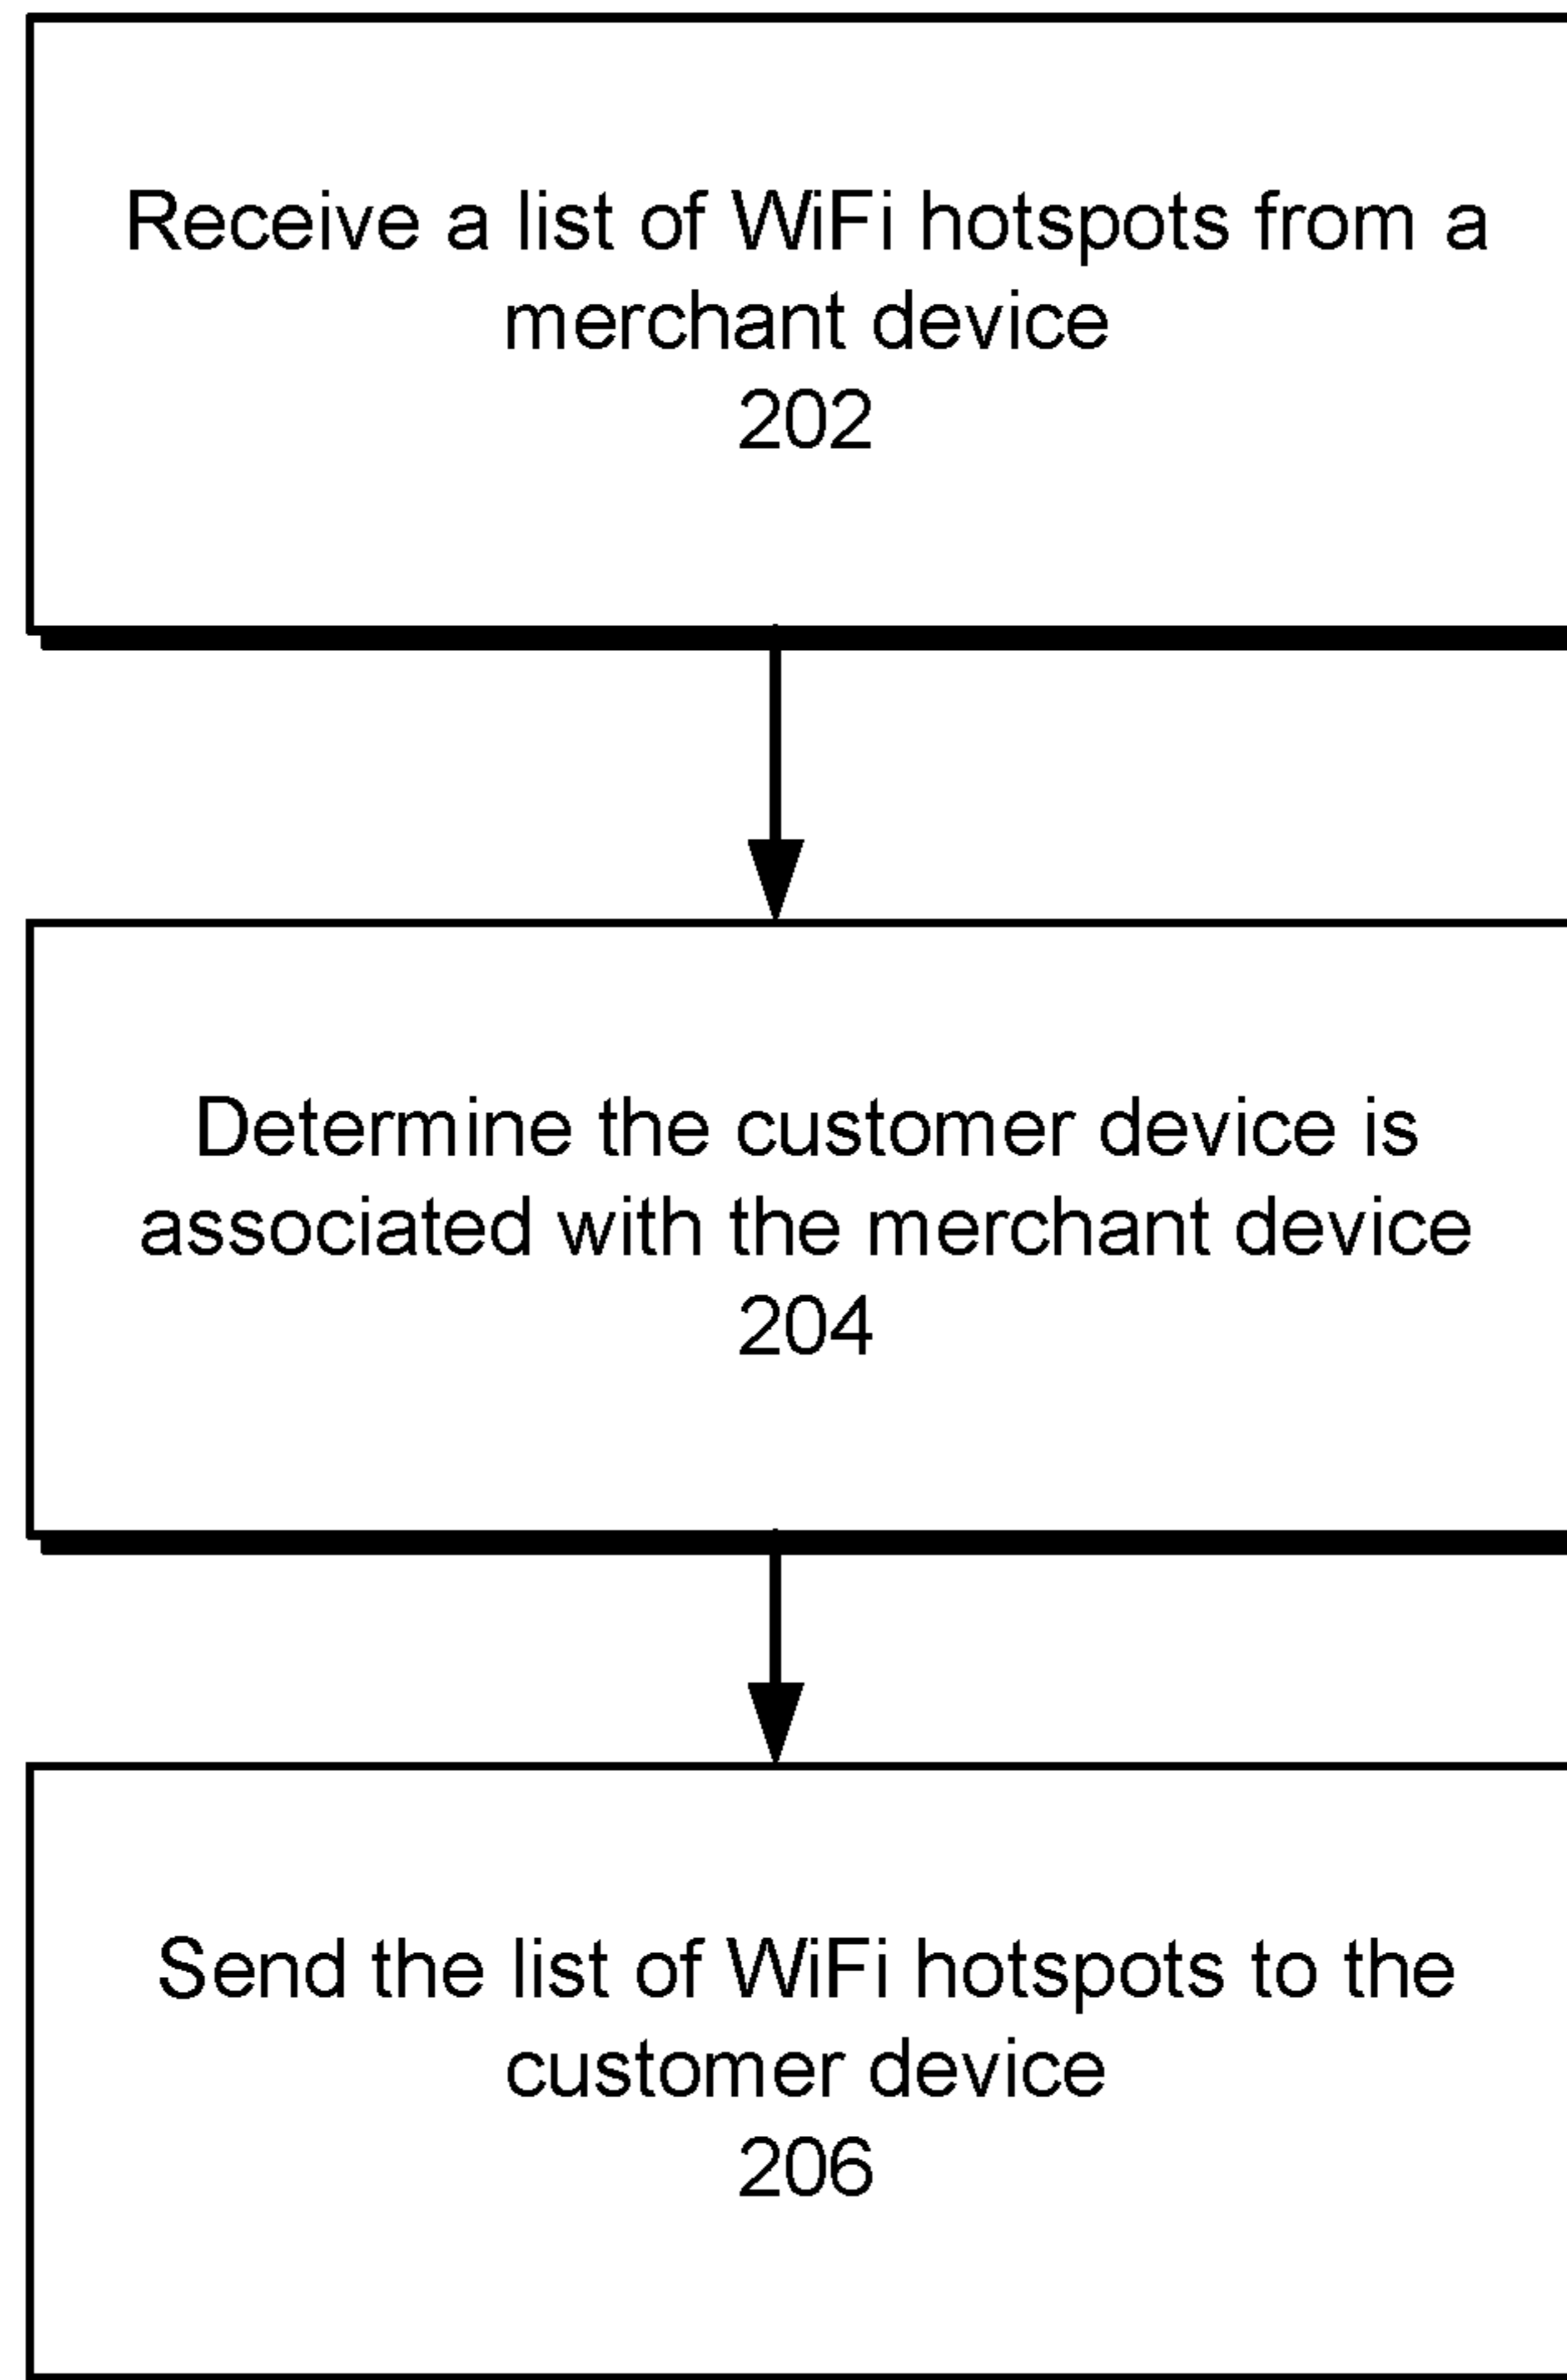 Receive a list of WiFi hotspots from a
merchant device
202
Determine the customer device is
associated with the merchant device
204
Send the list of WiFi hotspots to the
customer device
206